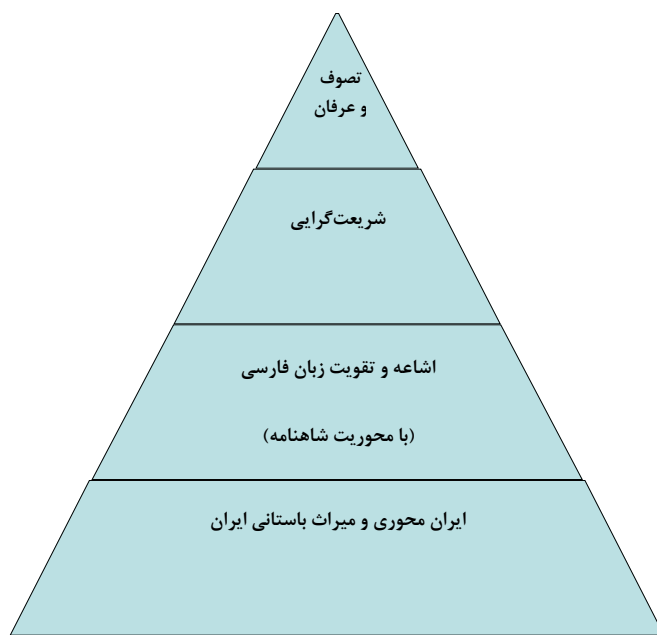 تصوف
و عرفان
شریعت‌گرایی
اشاعه و تقویت زبان فارسی
(با محوریت شاهنامه)
ایران محوری و میراث باستانی ایران